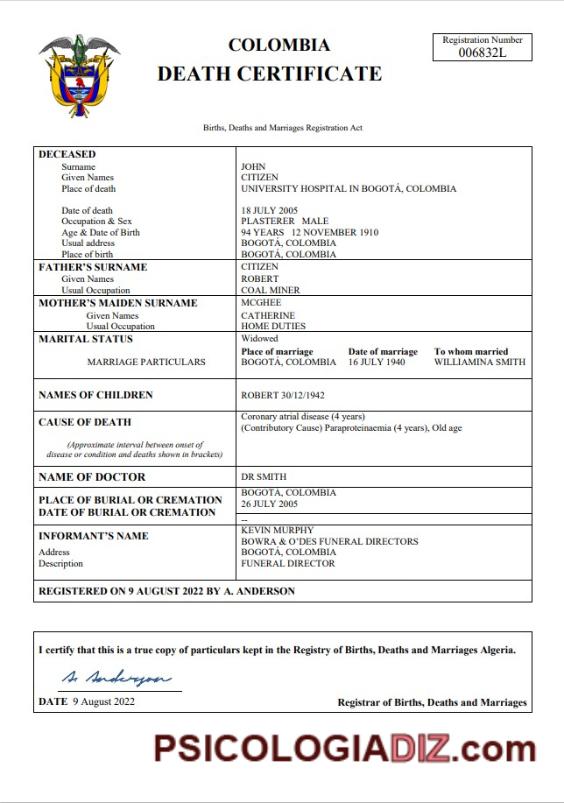 COLOMBIA
DEATH CERTIFICATE
Registration Number
006832L
Births, Deaths and Marriages Registration Act
DECEASED
Surname JOHN
Given Names CITIZEN
Place of death UNIVERSITY HOSPITAL IN BOGOTÁ, COLOMBIA
Date of death 18 JULY 2005
Occupation & Sex PLASTERER MALE
Age & Date of Birth 94 YEARS 12 NOVEMBER 1910
Usual address BOGOTÁ, COLOMBIA
Place of birth BOGOTÁ, COLOMBIA
FATHER'S SURNAME CITIZEN
Given Names ROBERT
Usual Occupation COAL MINER
MOTHER'S MAIDEN SURNAME MCGHEE
Given Names CATHERINE
Usual Occupation HOME DUTIES
MARITAL STATUS Widowed
Place of marriage Date of marriage To whom married
MARRIAGE PARTICULARS BOGOTÁ, COLOMBIA 16 JULY 1940 WILLIAMINA SMITH
NAMES OF CHILDREN ROBERT 30/12/1942
CAUSE OF DEATH Coronary atrial disease (4 years)
(Contributory Cause) Paraproteinaemia (4 years), Old age
(Approximate interval between onset of
disease or condition and deaths shown in brackets)
NAME OF DOCTOR DR SMITH
PLACE OF BURIAL OR CREMATION BOGOTÁ, COLOMBIA
DATE OF BURIAL OR CREMATION 26 JULY 2005
--
INFORMANT'S NAME KEVIN MURPHY
BOWRA & O'DES FUNERAL DIRECTORS
Address BOGOTÁ, COLOMBIA
Description FUNERAL DIRECTOR
REGISTERED ON 9 AUGUST 2022 BY A. ANDERSON
I certify that this is a true copy of particulars kept in the Registry of Births, Deaths and Marriages Algeria.
A. Anderson
DATE 9 August 2022 Registrar of Births, Deaths and Marriages
PSICOLOGIADIZ.com